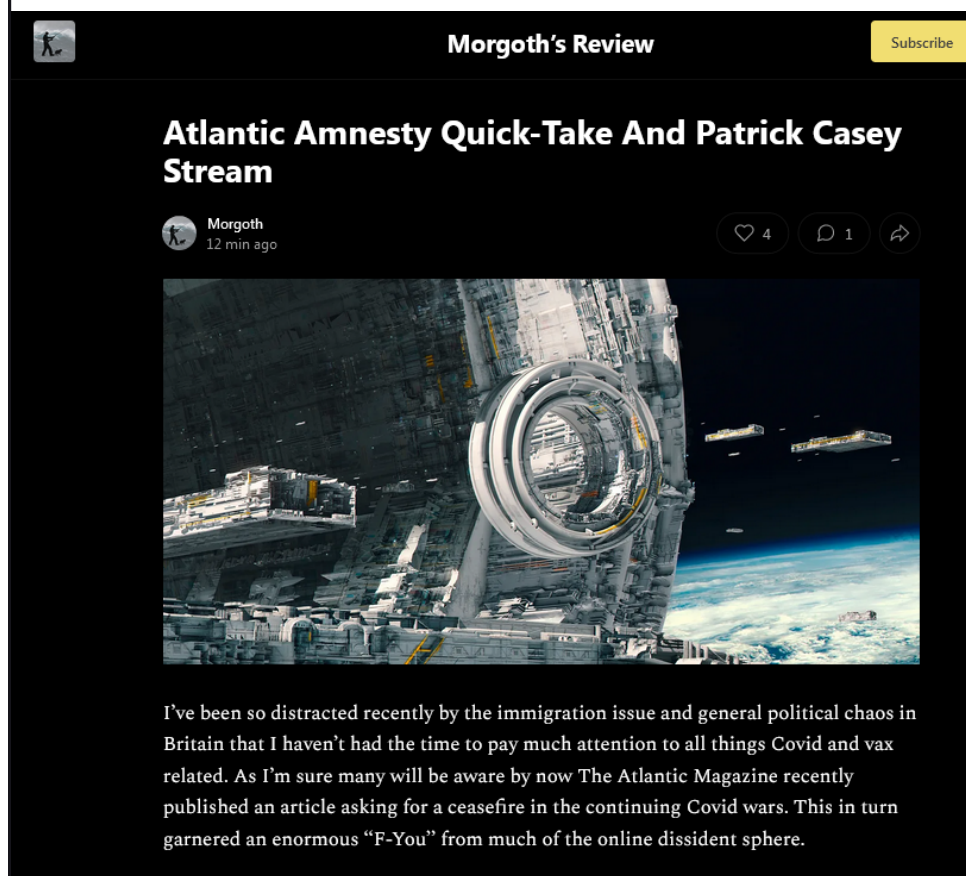 Morgoth’s Review
Subscribe
Atlantic Amnesty Quick-Take And Patrick Casey
Stream
Morgoth
12 min ago
4
1
I’ve been so distracted recently by the immigration issue and general political chaos in
Britain that I haven’t had the time to pay much attention to all things Covid and vax
related. As I’m sure many will be aware by now The Atlantic Magazine recently
published an article asking for a ceasefire in the continuing Covid wars. This in turn
garnered an enormous “F-You” from much of the online dissident sphere.